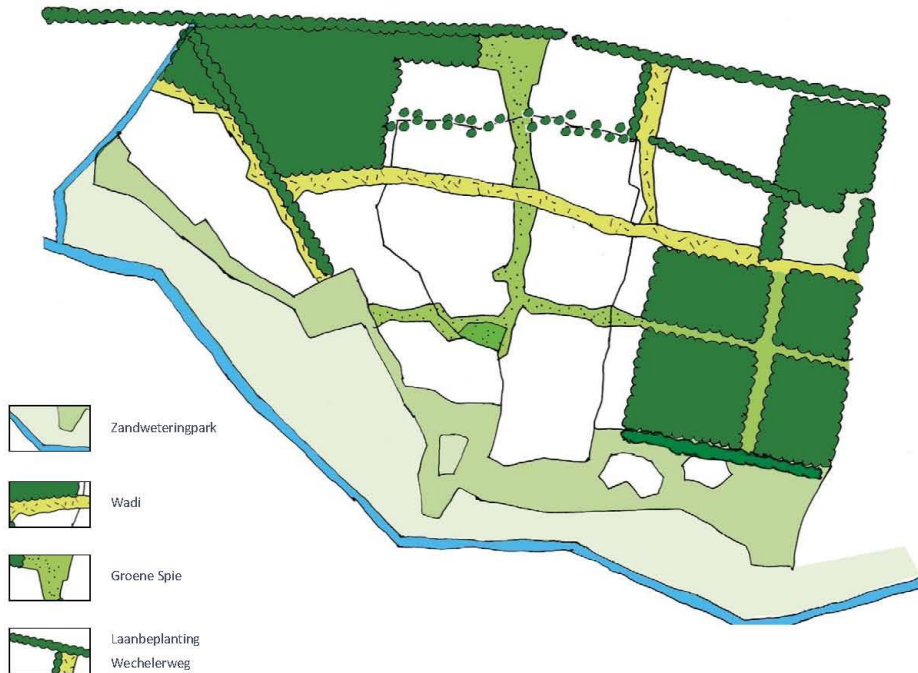 Zandweteringpark
Wadi
Groene Spie
Laanbeplanting
Wechelerweg